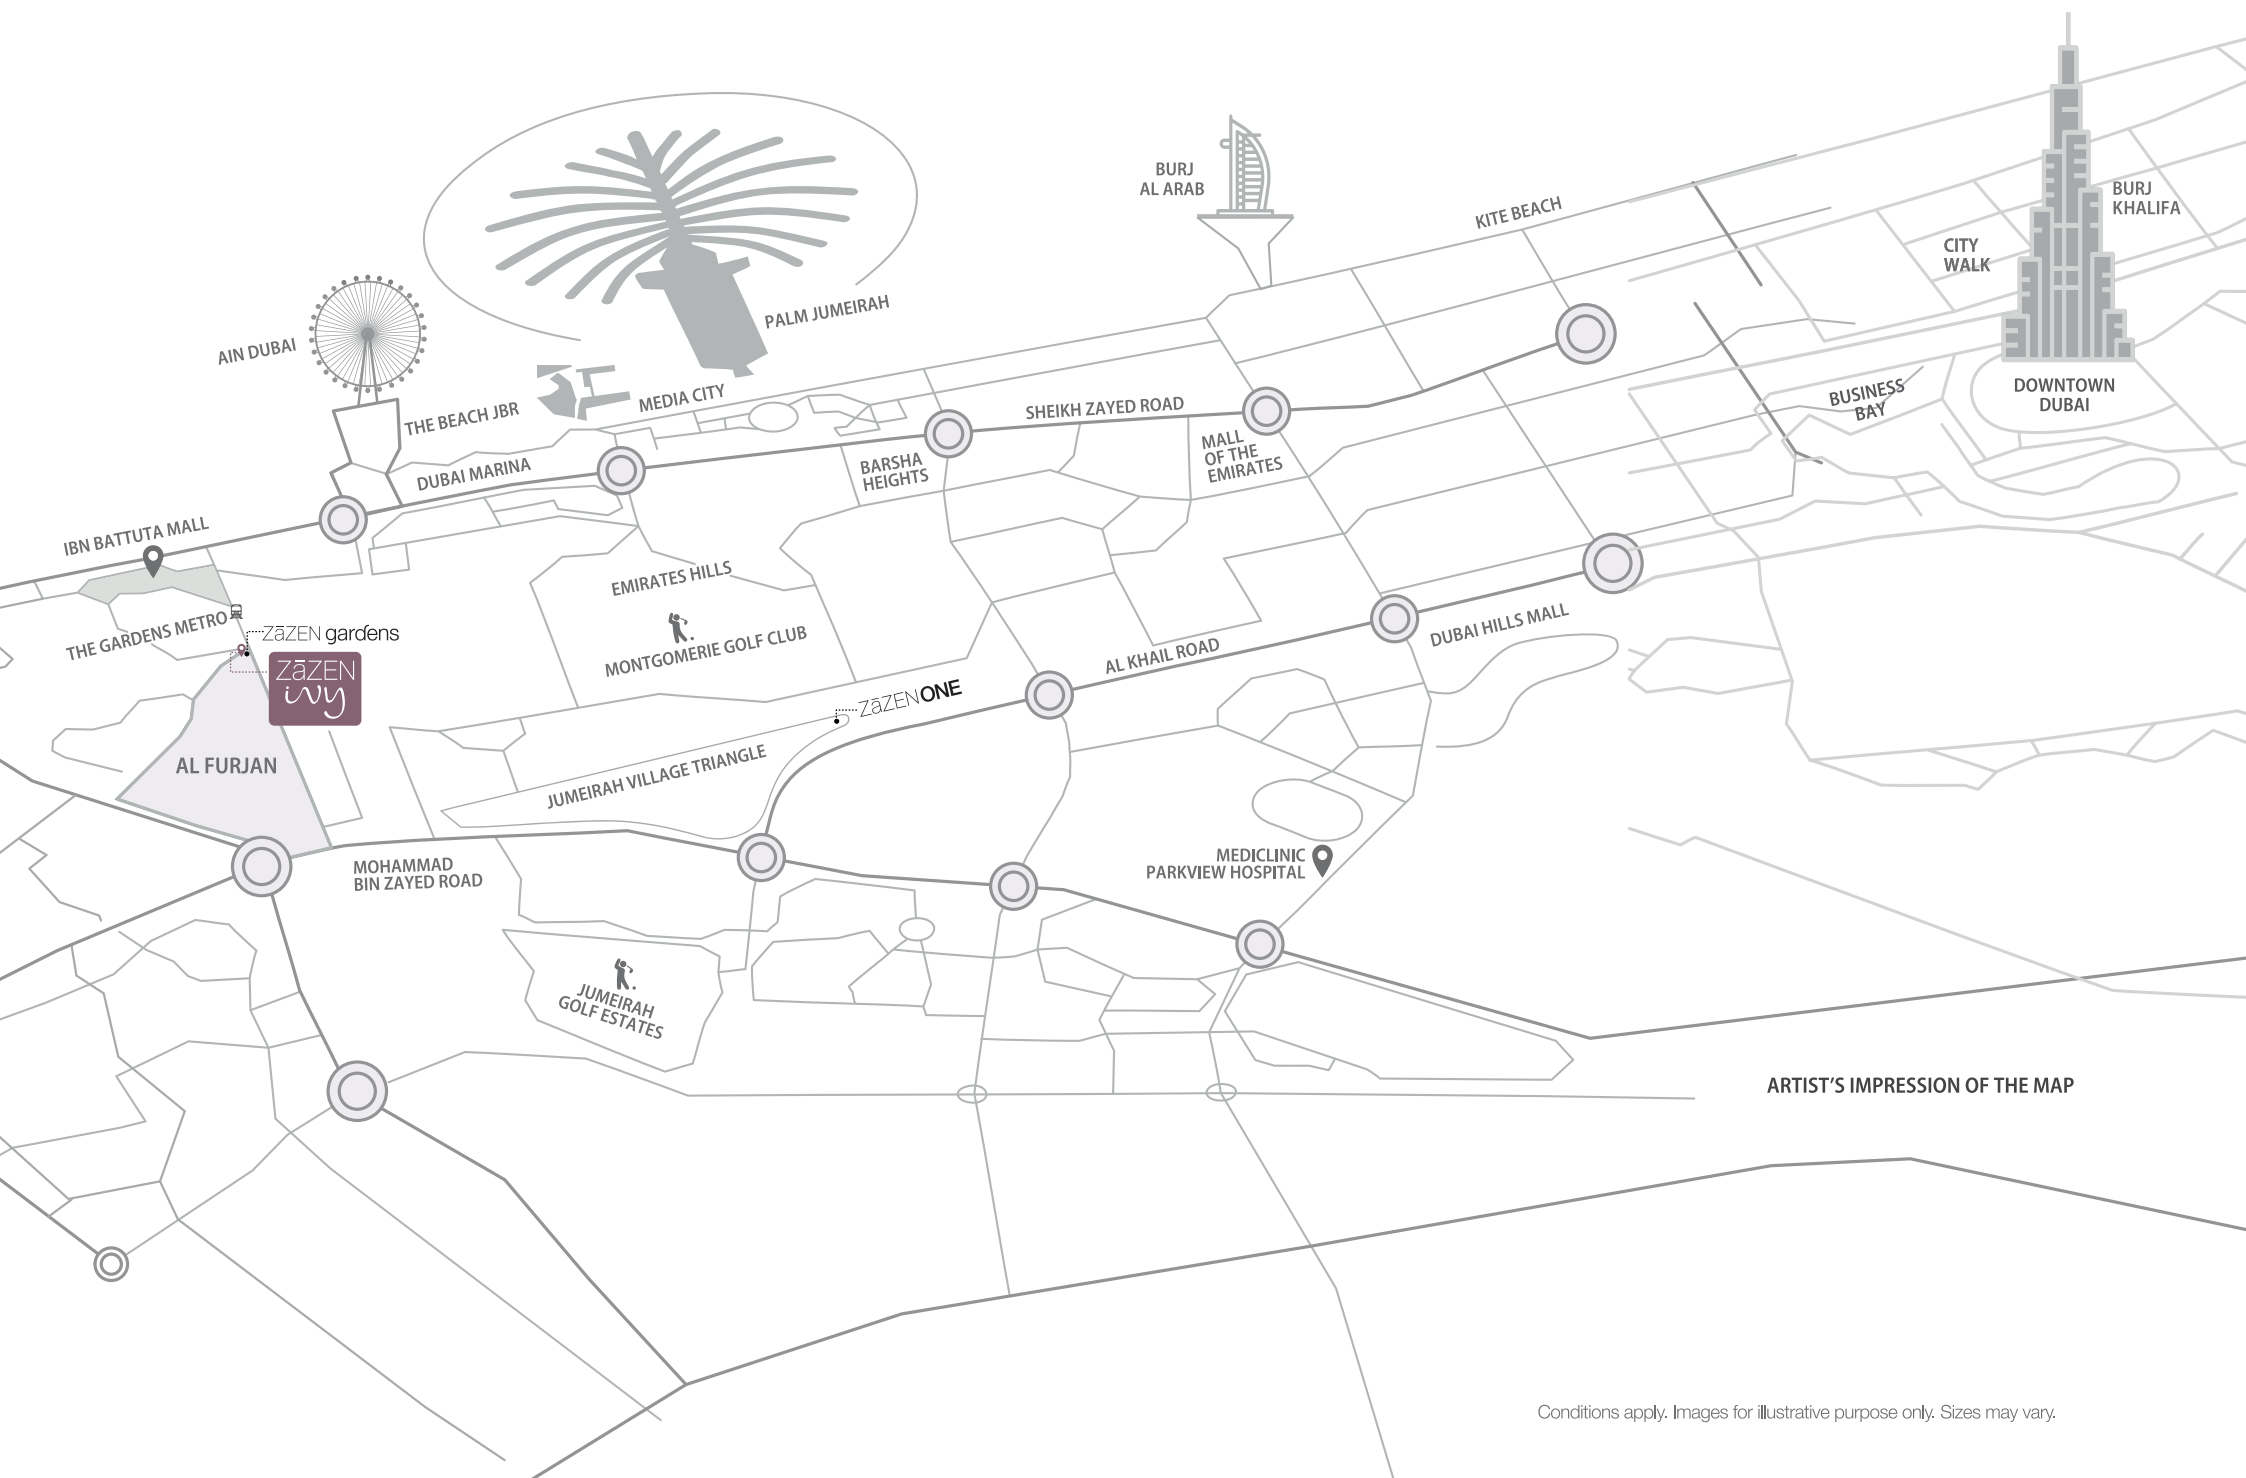 BURJ
AL ARAB
KITE BEACH
BURJ
KHALIFA
CITY
WALK
PALM JUMEIRAH
AIN DUBAI
MEDIA CITY
THE BEACH JBR
SHEIKH ZAYED ROAD
DOWNTOWN
DUBAI
BUSINESS
BAY
MALL
OF THE
EMIRATES
BARSHA
HEIGHTS
DUBAI MARINA
IBN BATTUTA MALL
EMIRATES HILLS
THE GARDENS METRO
ZāZEN gardens
MONTGOMERIE GOLF CLUB
DUBAI HILLS MALL
AL KHAIL ROAD
ZāZEN
ivy
ZāZEN ONE
AL FURJAN
JUMEIRAH VILLAGE TRIANGLE
MOHAMMAD
BIN ZAYED ROAD
MEDICLINIC
PARKVIEW HOSPITAL
JUMEIRAH
GOLF ESTATES
ARTIST'S IMPRESSION OF THE MAP
Conditions apply. Images for illustrative purpose only. Sizes may vary.